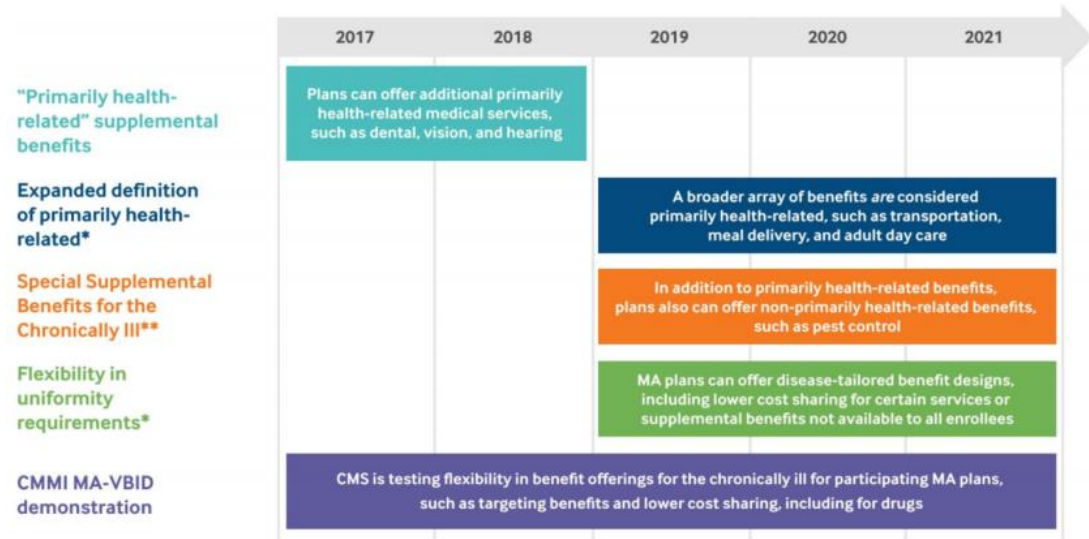 2017 2018 2019 2020 2021
“Primarily health-
related” supplemental
benefits
Plans can offer additional primarily
health-related medical services,
such as dental, vision, and hearing
Expanded definition
of primarily health-
related*
A broader array of benefits are considered
primarily health-related, such as transportation,
meal delivery, and adult day care
Special Supplemental
Benefits for the
Chronically Ill**
In addition to primarily health-related benefits,
plans also can offer non-primarily health-related benefits,
such as pest control
Flexibility in
uniformity
requirements*
MA plans can offer disease-tailored benefit designs,
including lower cost sharing for certain services or
supplemental benefits not available to all enrollees
CMMI MA-VBID
demonstration
CMS is testing flexibility in benefit offerings for the chronically ill for participating MA plans,
such as targeting benefits and lower cost sharing, including for drugs